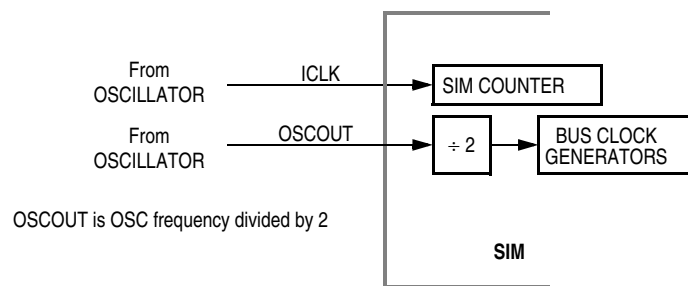 From
OSCILLATOR
ICLK
SIM COUNTER
From
OSCILLATOR
OSCOUT
÷ 2
BUS CLOCK
GENERATORS
OSCOUT is OSC frequency divided by 2
SIM